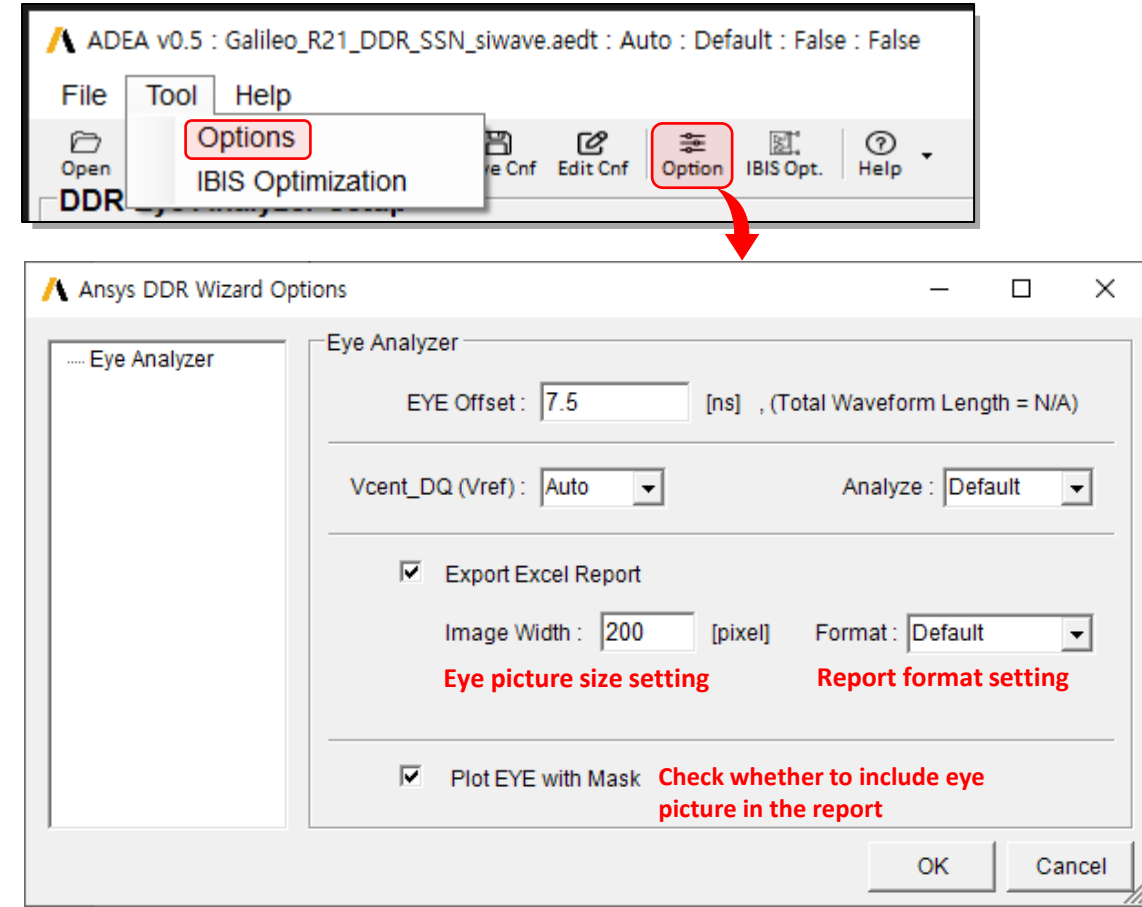 ADEA v0.5 : Galileo_R21_DDR_SSN_siwave.aedt : Auto : Default : False : False
File Tool Help
Options
IBIS Optimization
Open ve Cnf Edit Cnf Option IBIS Opt. Help
DDR Eye Analyzer Setup
Ansys DDR Wizard Options
Eye Analyzer
Eye Analyzer
EYE Offset : 7.5 [ns] , (Total Waveform Length = N/A)
Vcent_DQ (Vref) : Auto Analyze : Default
Export Excel Report
Image Width : 200 [pixel] Format : Default
Eye picture size setting Report format setting
Plot EYE with Mask Check whether to include eye
picture in the report
OK Cancel